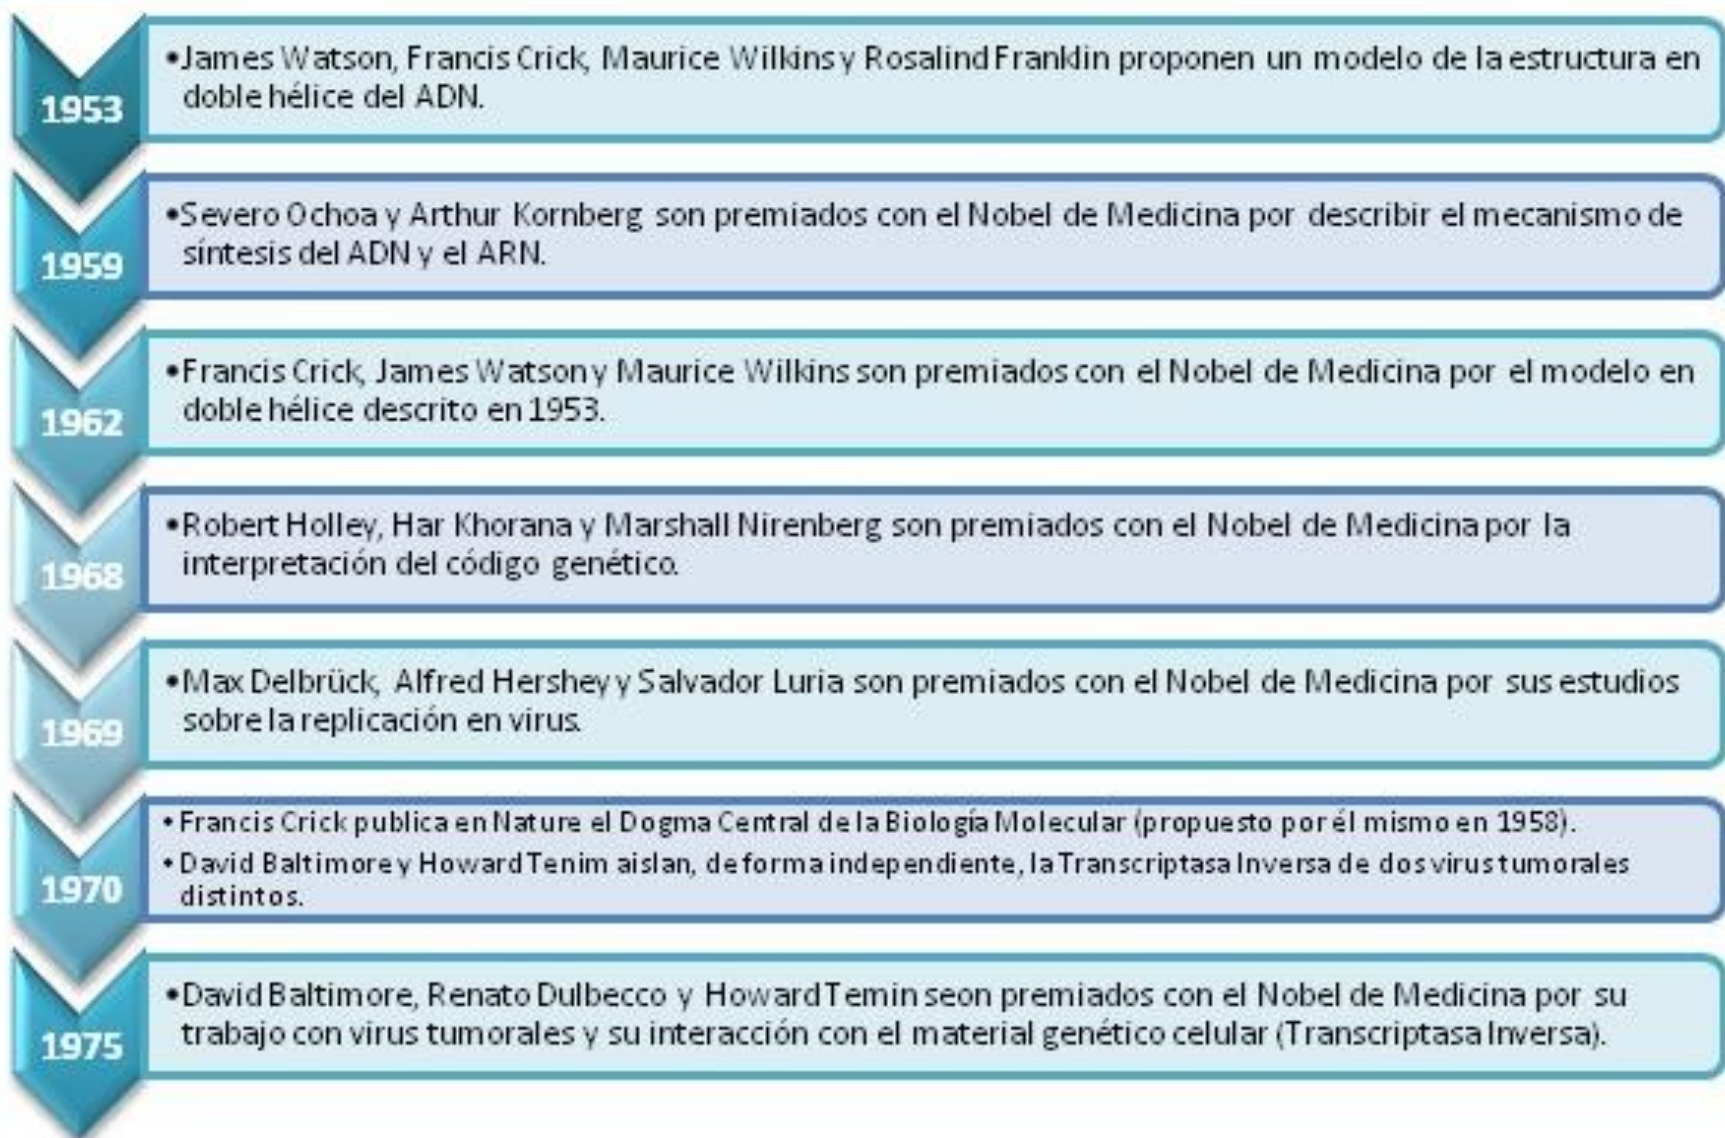 1953
•James Watson, Francis Crick, Maurice Wilkins y Rosalind Franklin proponen un modelo de la estructura en
doble hélice del ADN.
1959
•Severo Ochoa y Arthur Kornberg son premiados con el Nobel de Medicina por describir el mecanismo de
síntesis del ADN y el ARN.
1962
•Francis Crick, James Watson y Maurice Wilkins son premiados con el Nobel de Medicina por el modelo en
doble hélice descrito en 1953.
1968
•Robert Holley, Har Khorana y Marshall Nirenberg son premiados con el Nobel de Medicina por la
interpretación del código genético.
1969
•Max Delbrück, Alfred Hershey y Salvador Luria son premiados con el Nobel de Medicina por sus estudios
sobre la replicación en virus.
1970
• Francis Crick publica en Nature el Dogma Central de la Biología Molecular (propuesto por él mismo en 1958).
• David Baltimore y Howard Tenim aislan, de forma independiente, la Transcriptasa Inversa de dos virus tumorales
distintos.
1975
•David Baltimore, Renato Dulbecco y Howard Temin seon premiados con el Nobel de Medicina por su
trabajo con virus tumorales y su interacción con el material genético celular (Transcriptasa Inversa).